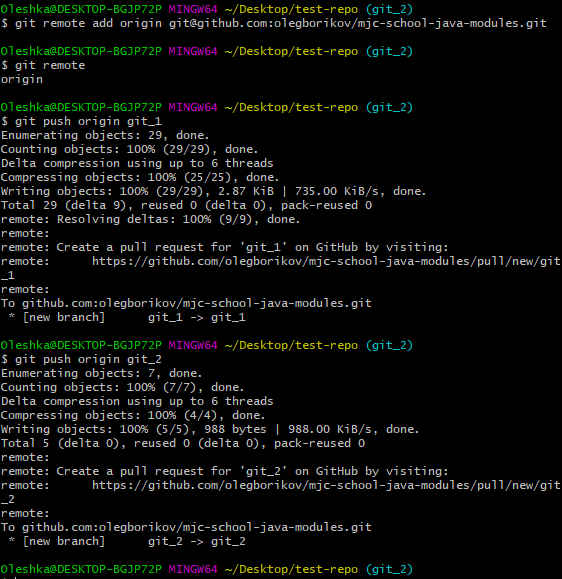 Oleshka@DESKTOP-BGJP72P MINGW64 ~/Desktop/test-repo (git_2)
$ git remote add origin git@github.com:olegborikov/mjc-school-java-modules.git
Oleshka@DESKTOP-BGJP72P MINGW64 ~/Desktop/test-repo (git_2)
$ git remote
origin
Oleshka@DESKTOP-BGJP72P MINGW64 ~/Desktop/test-repo (git_2)
$ git push origin git_1
Enumerating objects: 29, done.
Counting objects: 100% (29/29), done.
Delta compression using up to 6 threads
Compressing objects: 100% (25/25), done.
Writing objects: 100% (29/29), 2.87 KiB | 735.00 KiB/s, done.
Total 29 (delta 9), reused 0 (delta 0), pack-reused 0
remote: Resolving deltas: 100% (9/9), done.
remote:
remote: Create a pull request for 'git_1' on GitHub by visiting:
remote:      https://github.com/olegborikov/mjc-school-java-modules/pull/new/git
_1
remote:
To github.com:olegborikov/mjc-school-java-modules.git
 * [new branch]      git_1 -> git_1
Oleshka@DESKTOP-BGJP72P MINGW64 ~/Desktop/test-repo (git_2)
$ git push origin git_2
Enumerating objects: 7, done.
Counting objects: 100% (7/7), done.
Delta compression using up to 6 threads
Compressing objects: 100% (4/4), done.
Writing objects: 100% (5/5), 988 bytes | 988.00 KiB/s, done.
Total 5 (delta 0), reused 0 (delta 0), pack-reused 0
remote:
remote: Create a pull request for 'git_2' on GitHub by visiting:
remote:      https://github.com/olegborikov/mjc-school-java-modules/pull/new/git
_2
remote:
To github.com:olegborikov/mjc-school-java-modules.git
 * [new branch]      git_2 -> git_2
Oleshka@DESKTOP-BGJP72P MINGW64 ~/Desktop/test-repo (git_2)
$